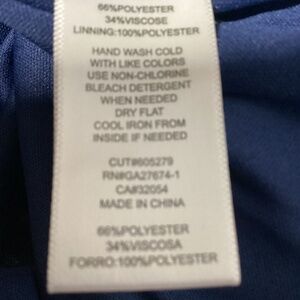 66%POLYESTER
34%VISCOSE
LINNING:100%POLYESTER
HAND WASH COLD
WITH LIKE COLORS
USE NON-CHLORINE
BLEACH DETERGENT
WHEN NEEDED
DRY FLAT
COOL IRON FROM
INSIDE IF NEEDED
CUT#605279
RN#GA27674-1
CA#32054
MADE IN CHINA
66%POLYESTER
34%VISCOSA
FORRO:100%POLYESTER